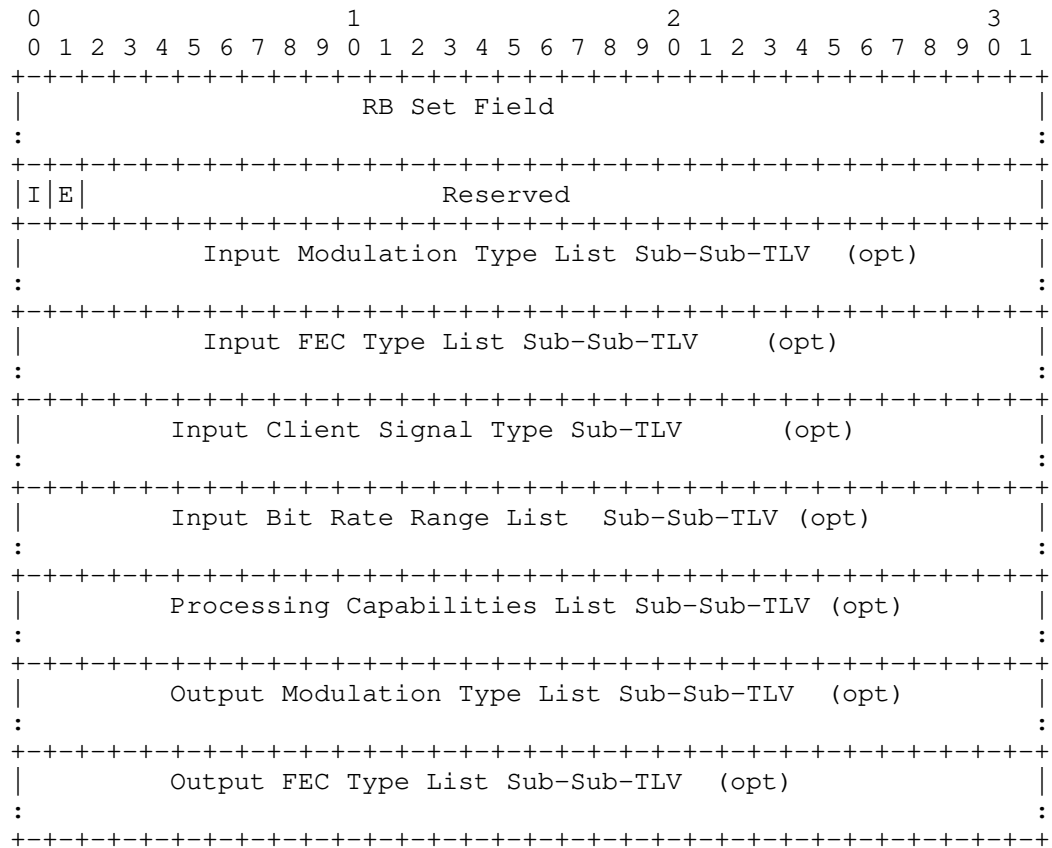 0                   1                   2                   3
 0 1 2 3 4 5 6 7 8 9 0 1 2 3 4 5 6 7 8 9 0 1 2 3 4 5 6 7 8 9 0 1
+-+-+-+-+-+-+-+-+-+-+-+-+-+-+-+-+-+-+-+-+-+-+-+-+-+-+-+-+-+-+-+-+
|                     RB Set Field                              |
:                                                               :
+-+-+-+-+-+-+-+-+-+-+-+-+-+-+-+-+-+-+-+-+-+-+-+-+-+-+-+-+-+-+-+-+
|I|E|                      Reserved                             |
+-+-+-+-+-+-+-+-+-+-+-+-+-+-+-+-+-+-+-+-+-+-+-+-+-+-+-+-+-+-+-+-+
|           Input Modulation Type List Sub-Sub-TLV  (opt)       |
:                                                               :
+-+-+-+-+-+-+-+-+-+-+-+-+-+-+-+-+-+-+-+-+-+-+-+-+-+-+-+-+-+-+-+-+
|           Input FEC Type List Sub-Sub-TLV    (opt)            |
:                                                               :
+-+-+-+-+-+-+-+-+-+-+-+-+-+-+-+-+-+-+-+-+-+-+-+-+-+-+-+-+-+-+-+-+
|         Input Client Signal Type Sub-TLV      (opt)           |
:                                                               :
+-+-+-+-+-+-+-+-+-+-+-+-+-+-+-+-+-+-+-+-+-+-+-+-+-+-+-+-+-+-+-+-+
|         Input Bit Rate Range List  Sub-Sub-TLV (opt)          |
:                                                               :
+-+-+-+-+-+-+-+-+-+-+-+-+-+-+-+-+-+-+-+-+-+-+-+-+-+-+-+-+-+-+-+-+
|         Processing Capabilities List Sub-Sub-TLV (opt)        |
:                                                               :
+-+-+-+-+-+-+-+-+-+-+-+-+-+-+-+-+-+-+-+-+-+-+-+-+-+-+-+-+-+-+-+-+
|         Output Modulation Type List Sub-Sub-TLV  (opt)        |
:                                                               :
+-+-+-+-+-+-+-+-+-+-+-+-+-+-+-+-+-+-+-+-+-+-+-+-+-+-+-+-+-+-+-+-+
|         Output FEC Type List Sub-Sub-TLV  (opt)               |
:                                                               :
+-+-+-+-+-+-+-+-+-+-+-+-+-+-+-+-+-+-+-+-+-+-+-+-+-+-+-+-+-+-+-+-+